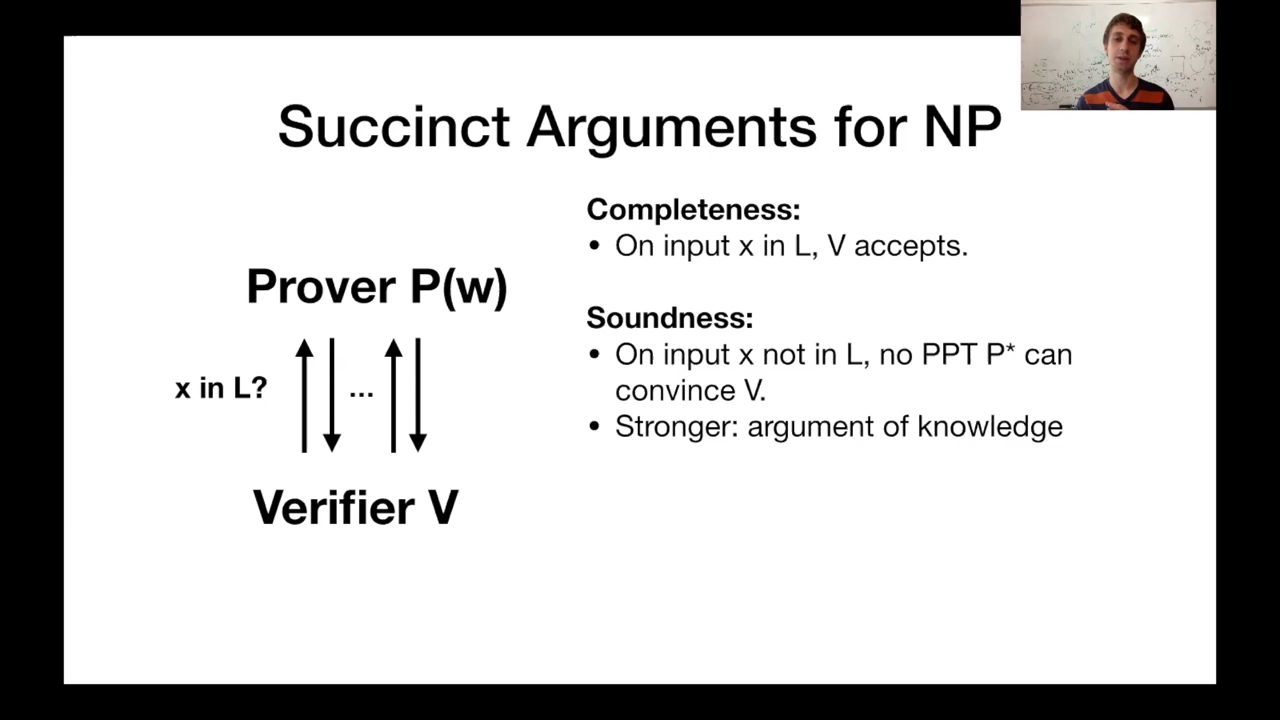 Succinct Arguments for NP
Completeness:
• On input x in L, V accepts.
Prover P(w)
Soundness:
• On input x not in L, no PPT P* can
convince V.
x in L?
...
• Stronger: argument of knowledge
Verifier V